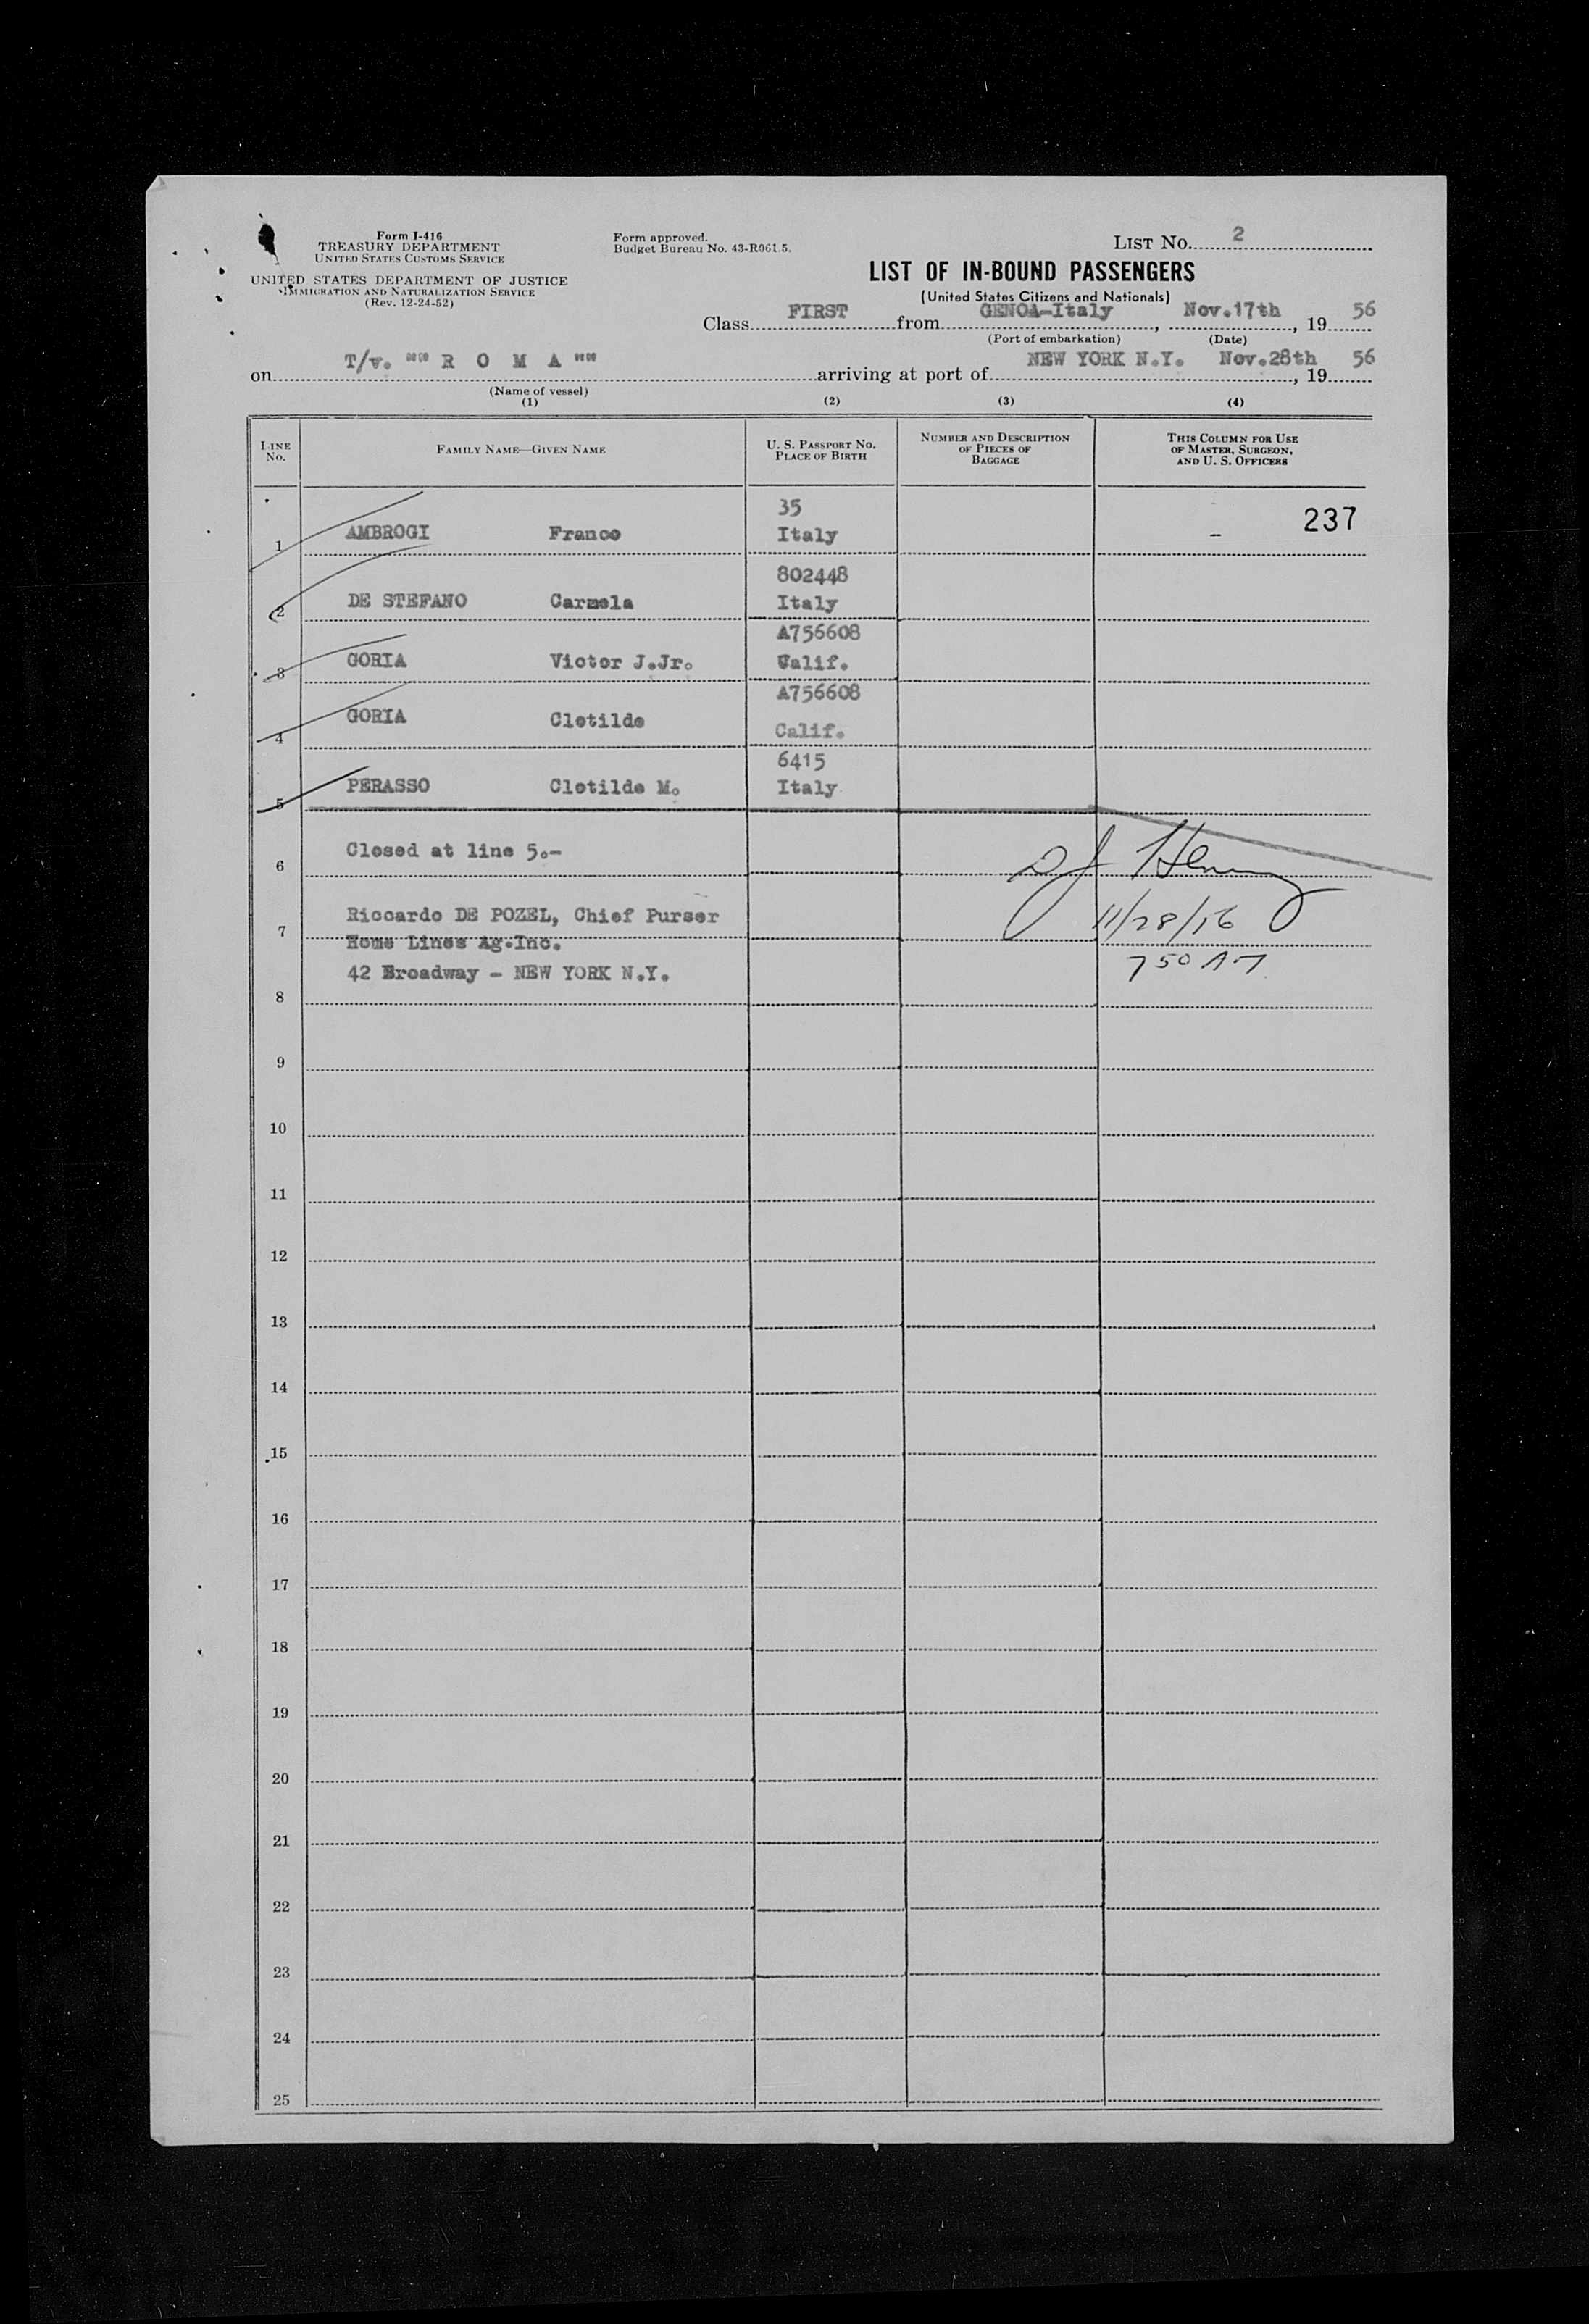 Form I-416
TREASURY DEPARTMENT
UNITED STATES CUSTOMS SERVICE
UNITED STATES DEPARTMENT OF JUSTICE
IMMIGRATION AND NATURALIZATION SERVICE
(Rev. 12-24-52)
Form approved.
Budget Bureau No. 43-R061.5.
LIST No. 2
LIST OF IN-BOUND PASSENGERS
(United States Citizens and Nationals)
Class FIRST from GENOA-Italy, Nov.17th, 19 56
(Port of embarkation) (Date)
on T/v. "" R O M A "" arriving at port of NEW YORK N.Y. Nov.28th, 19 56
(Name of vessel)
(1) (2) (3) (4)
LINE No. FAMILY NAME—GIVEN NAME U. S. PASSPORT No. PLACE OF BIRTH NUMBER AND DESCRIPTION OF PIECES OF BAGGAGE THIS COLUMN FOR USE OF MASTER, SURGEON, AND U. S. OFFICERS
35 237
1 AMBROGI Franco Italy -
802448
2 DE STEFANO Carmela Italy
A756608
3 GORIA Victor J.Jr. Calif.
A756608
4 GORIA Clotilde Calif.
6415
5 PERASSO Clotilde M. Italy
6 Closed at line 5.-
7 Riccardo DE POZEL, Chief Purser 11/28/56
Home Lines Ag.Inc.
42 Broadway - NEW YORK N.Y. 750 AM
8
9
10
11
12
13
14
15
16
17
18
19
20
21
22
23
24
25